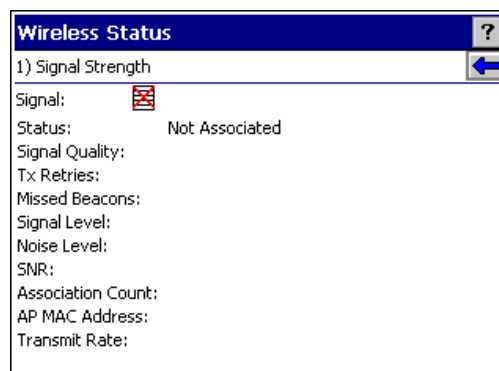 Wireless Status ?
1) Signal Strength
Signal:
Status: Not Associated
Signal Quality:
Tx Retries:
Missed Beacons:
Signal Level:
Noise Level:
SNR:
Association Count:
AP MAC Address:
Transmit Rate: